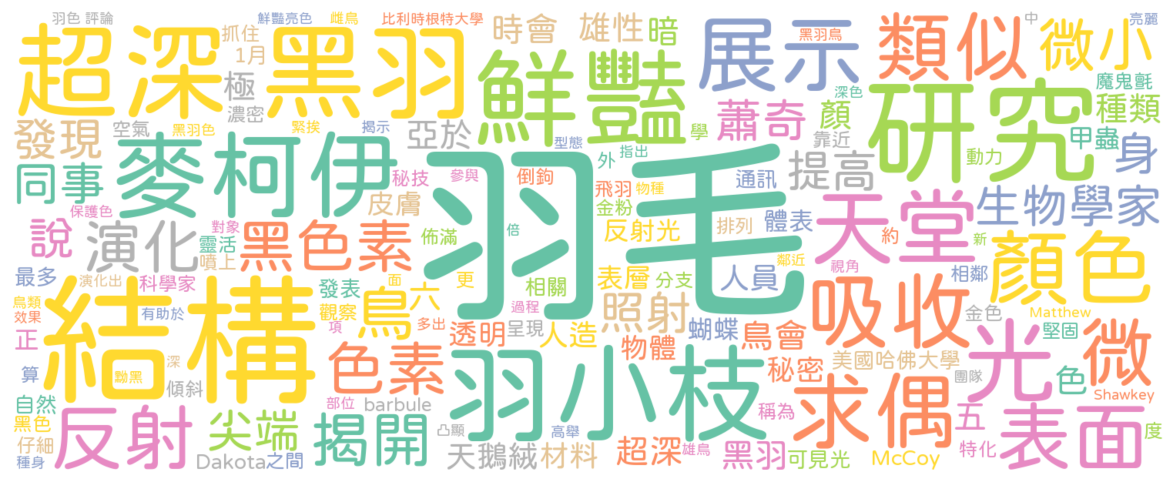 羽色 評論 抓住 鮮豔亮色 雌鳥 比利時根特大學 時會 雄性 暗 黑羽鳥 中 亮麗
超深 黑羽 1月 極 濃密 鮮豔 展示 深色 類似 微小 魔鬼氈
發現 空氣 黑羽色 緊挨 揭示 亞於 型態 學 外 指出 蕭奇 顏 靠近 研究 動力 種類 甲蟲 身
同事 麥柯伊 秘技 參與 倒鉤 羽毛 飛羽 物種 金粉 通訊 提高 天堂 生物學家
說 保護色 演化 黑色素 對象 靈活 噴上 皮膚 佈滿 倍 反射光 排列 體表 約 相鄰 新 顏色
最多 演化出 科學家 發表 鳥 六 更 相關 表層 分支 人員 鄰近 視角 吸收 金色 Matthew
鳥類 效果 正 有助於 結構 面 觀察 項 多出 過程 透明 呈現 人造 照射 蝴蝶 鳥會 光 堅固 微
算 深 黝黑 傾斜 色素 物體 秘密 美國哈佛大學 團隊 色 Shawkey
自然 黑色 仔細 種身 反射 尖端 部位 barbule 揭開 凸顯 羽小枝 高舉 稱為 求偶 五 特化 表面 度
Dakota 之間 天鵝絨 材料 超深 雄鳥 黑羽 可見光 McCoy